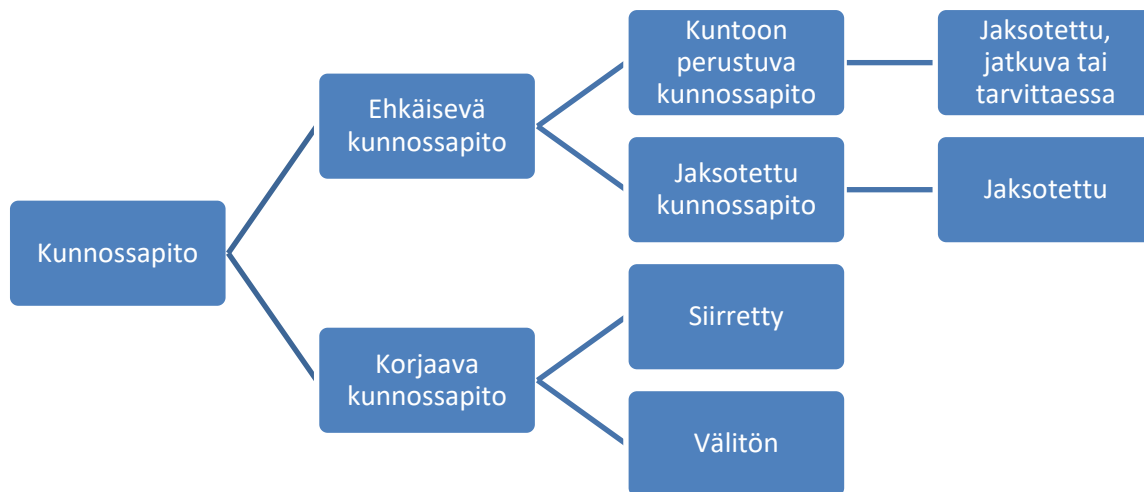 Kunnossapito
Ehkäisevä
kunnossapito
Kuntoon
perustuva
kunnossapito
Jaksotettu,
jatkuva tai
tarvittaessa
Jaksotettu
kunnossapito
Jaksotettu
Korjaava
kunnossapito
Siirretty
Välitön